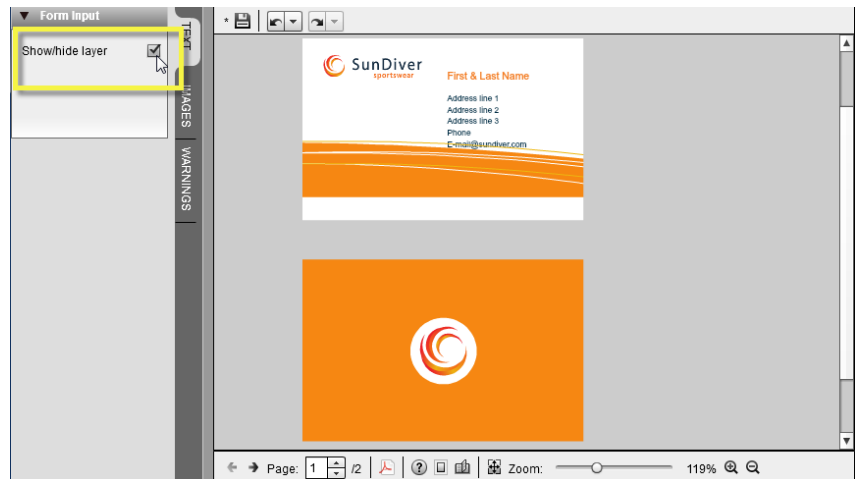 ▼ Form Input
Show/hide layer
TEXT
IMAGES
WARNINGS
*
SunDiver
sportswear
First & Last Name
Address line 1
Address line 2
Address line 3
Phone
E-mail@sundiver.com
Page: 1 /2
Zoom: 119%